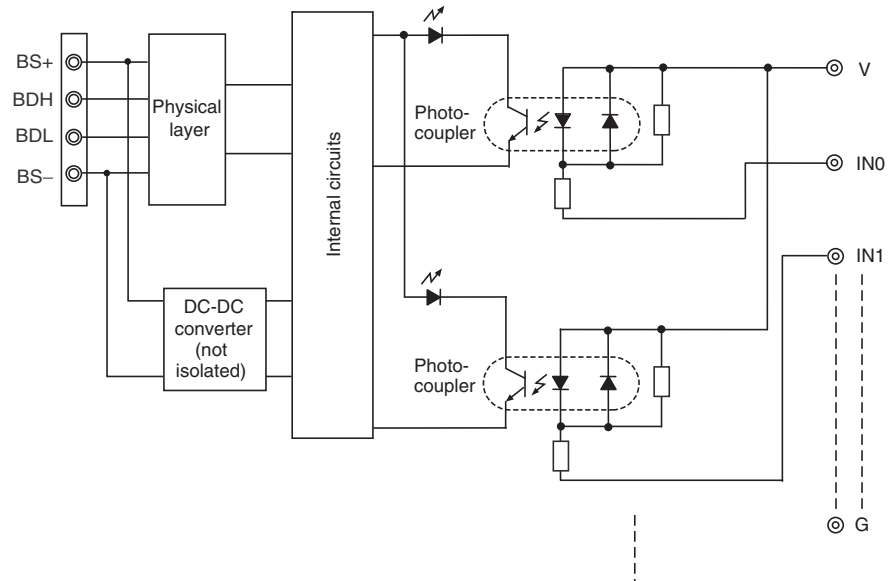 BS+
BDH
BDL
BS−
Physical
layer
DC-DC
converter
(not
isolated)
Internal circuits
Photo-
coupler
Photo-
coupler
V
IN0
IN1
G